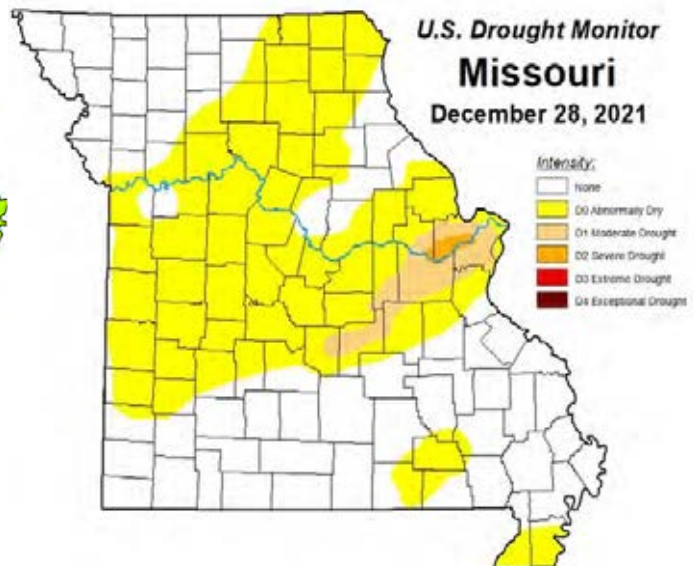 U.S. Drought Monitor
Missouri
December 28, 2021
Intensity:
None
D0 Abnormally Dry
D1 Moderate Drought
D2 Severe Drought
D3 Extreme Drought
D4 Exceptional Drought